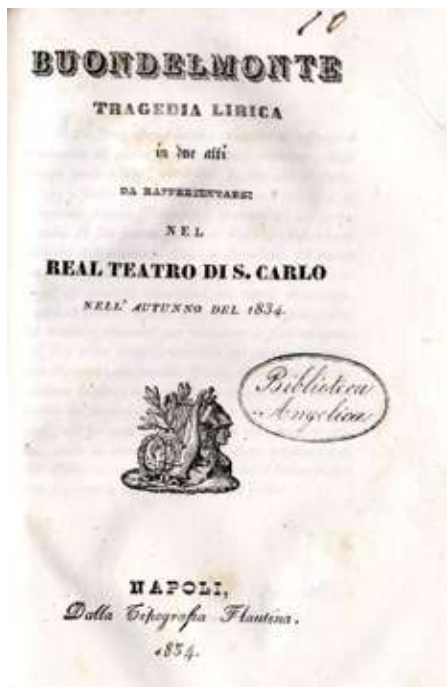 10
BUONDELMONTE
TRAGEDIA LIRICA
in due atti
DA RAPPRESENTARSI
NEL
REAL TEATRO DI S. CARLO
NELL' AUTUNNO DEL 1834.
Biblioteca
Angelica
NAPOLI,
Dalla Tipografia Flautina.
1834.